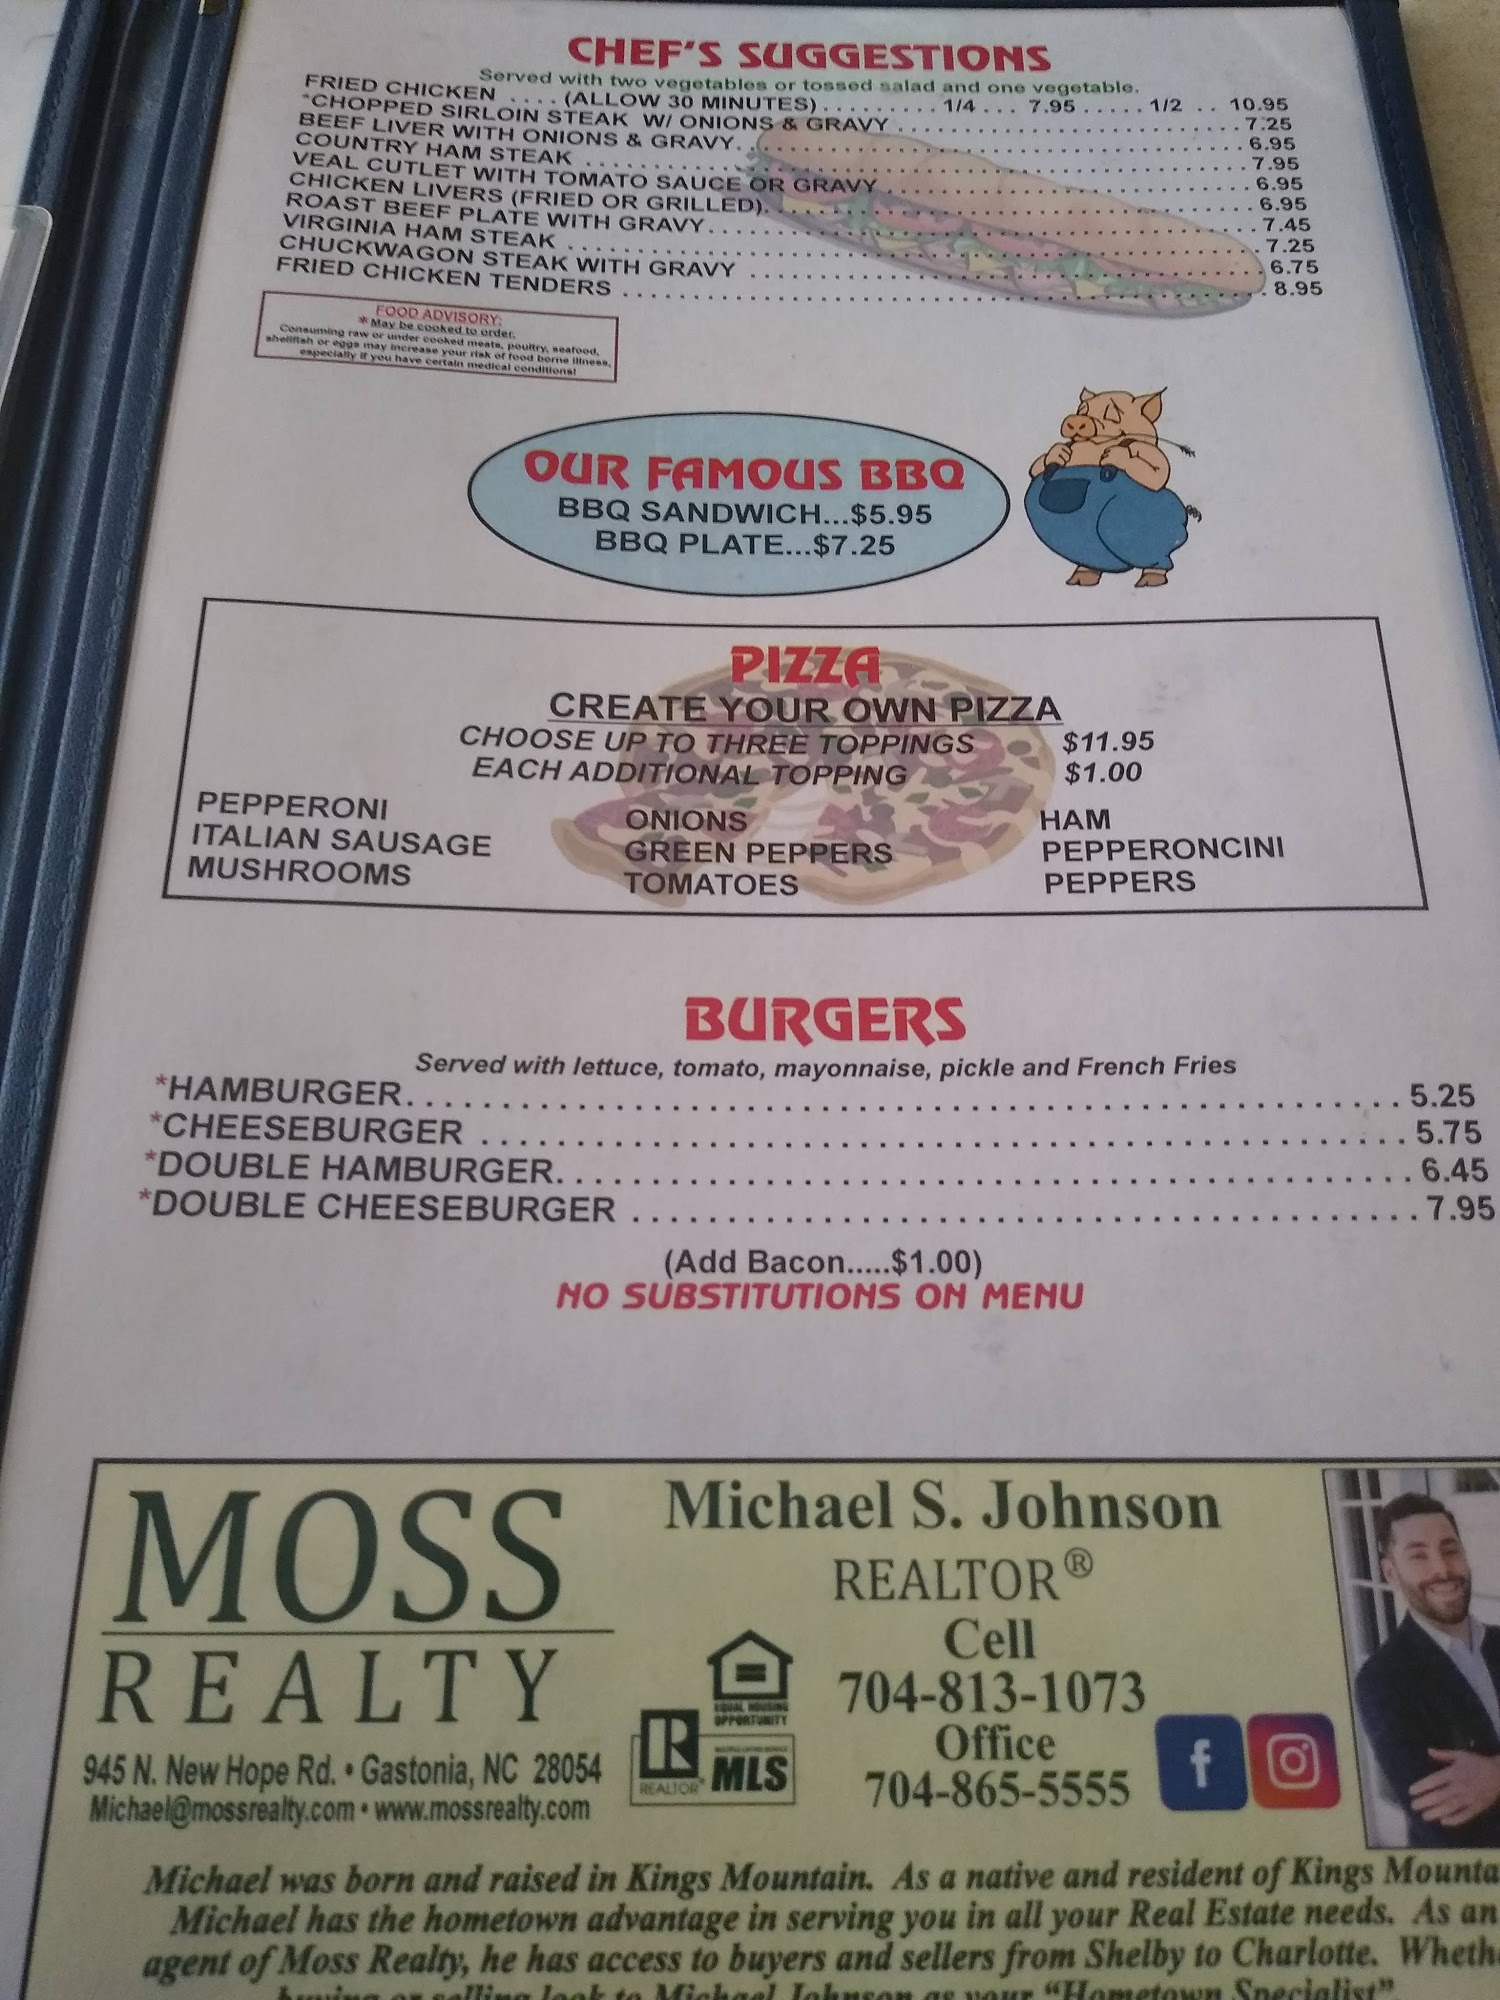 CHEF'S SUGGESTIONS
Served with two vegetables or tossed salad and one vegetable.
FRIED CHICKEN .... (ALLOW 30 MINUTES) ......... 1/4 ... 7.95 ..... 1/2 .. 10.95
*CHOPPED SIRLOIN STEAK W/ ONIONS & GRAVY ........ 7.25
BEEF LIVER WITH ONIONS & GRAVY........ 6.95
COUNTRY HAM STEAK ........ 7.95
VEAL CUTLET WITH TOMATO SAUCE OR GRAVY ........ 6.95
CHICKEN LIVERS (FRIED OR GRILLED)........ 6.95
ROAST BEEF PLATE WITH GRAVY........ 7.45
VIRGINIA HAM STEAK ........ 7.25
CHUCKWAGON STEAK WITH GRAVY ........ 6.75
FRIED CHICKEN TENDERS ........ 8.95
FOOD ADVISORY:
* May be cooked to order.
Consuming raw or under cooked meats, poultry, seafood,
shellfish or eggs may increase your risk of food borne illness,
especially if you have certain medical conditions!
OUR FAMOUS BBQ
BBQ SANDWICH...$5.95
BBQ PLATE...$7.25
PIZZA
CREATE YOUR OWN PIZZA
CHOOSE UP TO THREE TOPPINGS $11.95
EACH ADDITIONAL TOPPING $1.00
PEPPERONI ONIONS HAM
ITALIAN SAUSAGE GREEN PEPPERS PEPPERONCINI
MUSHROOMS TOMATOES PEPPERS
BURGERS
Served with lettuce, tomato, mayonnaise, pickle and French Fries
*HAMBURGER........ 5.25
*CHEESEBURGER ........ 5.75
*DOUBLE HAMBURGER........ 6.45
*DOUBLE CHEESEBURGER ........ 7.95
(Add Bacon.....$1.00)
NO SUBSTITUTIONS ON MENU
MOSS
REALTY
945 N. New Hope Rd. • Gastonia, NC 28054
Michael@mossrealty.com • www.mossrealty.com
Michael S. Johnson
REALTOR®
Cell
704-813-1073
Office
704-865-5555
EQUAL HOUSING
OPPORTUNITY
R
REALTOR®
MLS
f
Michael was born and raised in Kings Mountain. As a native and resident of Kings Mounta
Michael has the hometown advantage in serving you in all your Real Estate needs. As an
agent of Moss Realty, he has access to buyers and sellers from Shelby to Charlotte. Wheth
buying or selling look to Michael Johnson as your "Hometown Specialist".